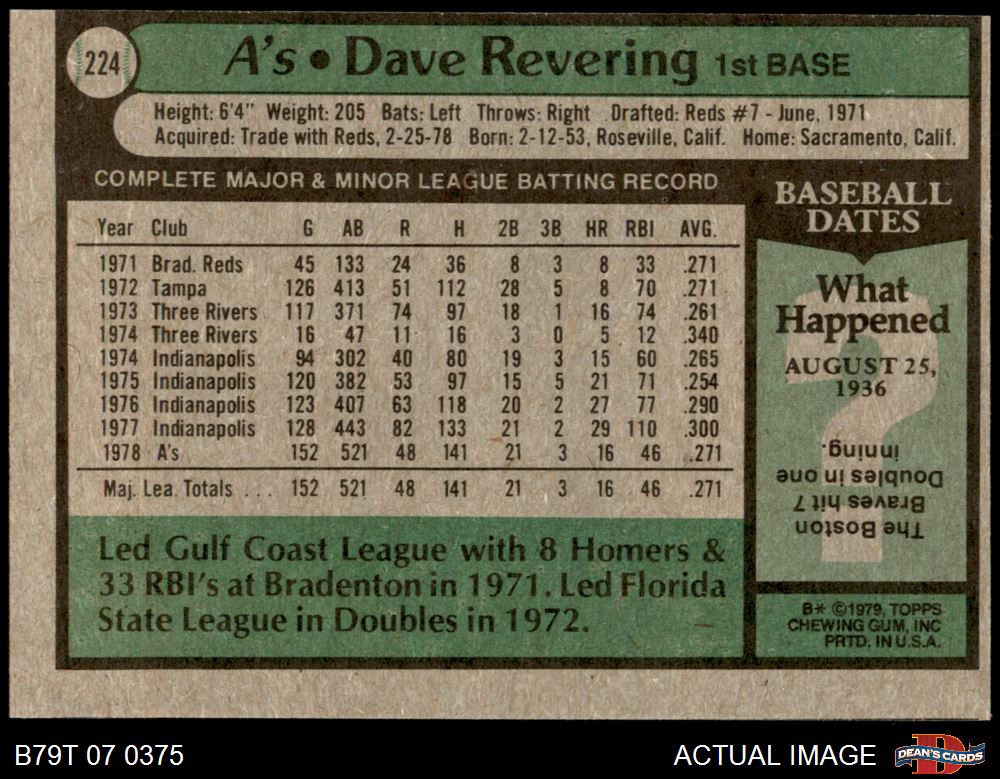 224
A's • Dave Revering 1st BASE
Height: 6'4" Weight: 205 Bats: Left Throws: Right Drafted: Reds #7 - June, 1971
Acquired: Trade with Reds, 2-25-78 Born: 2-12-53, Roseville, Calif. Home: Sacramento, Calif.
COMPLETE MAJOR & MINOR LEAGUE BATTING RECORD
Year Club G AB R H 2B 3B HR RBI AVG.
1971 Brad. Reds 45 133 24 36 8 3 8 33 .271
1972 Tampa 126 413 51 112 28 5 8 70 .271
1973 Three Rivers 117 371 74 97 18 1 16 74 .261
1974 Three Rivers 16 47 11 16 3 0 5 12 .340
1974 Indianapolis 94 302 40 80 19 3 15 60 .265
1975 Indianapolis 120 382 53 97 15 5 21 71 .254
1976 Indianapolis 123 407 63 118 20 2 27 77 .290
1977 Indianapolis 128 443 82 133 21 2 29 110 .300
1978 A's 152 521 48 141 21 3 16 46 .271
Maj. Lea. Totals ... 152 521 48 141 21 3 16 46 .271
Led Gulf Coast League with 8 Homers &
33 RBI's at Bradenton in 1971. Led Florida
State League in Doubles in 1972.
BASEBALL
DATES
What
Happened
AUGUST 25,
1936
The Boston
Braves hit 7
Doubles in one
inning.
B* ©1979, TOPPS
CHEWING GUM, INC
PRTD. IN U.S.A.
B79T 07 0375
ACTUAL IMAGE
DEAN'S CARDS